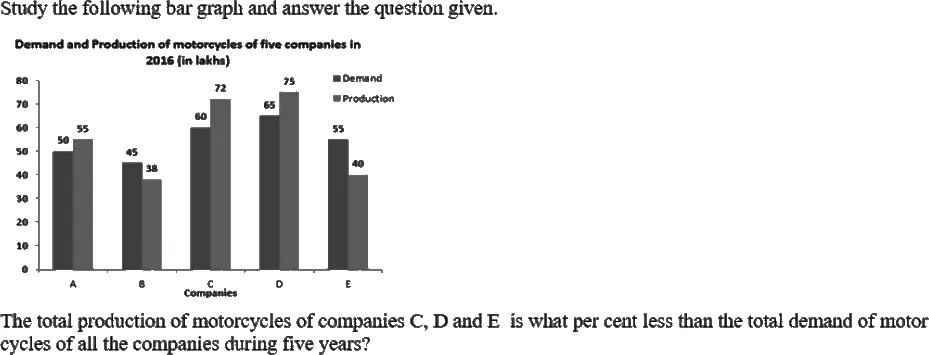 Study the following bar graph and answer the question given.
Demand and Production of motorcycles of five companies in
2016 (in lakhs)
80
70
60
50
40
30
20
10
0
50 55
45 38
60 72
65 75
55 40
Demand
Production
A B C D E
Companies
The total production of motorcycles of companies C, D and E is what per cent less than the total demand of motor
cycles of all the companies during five years?